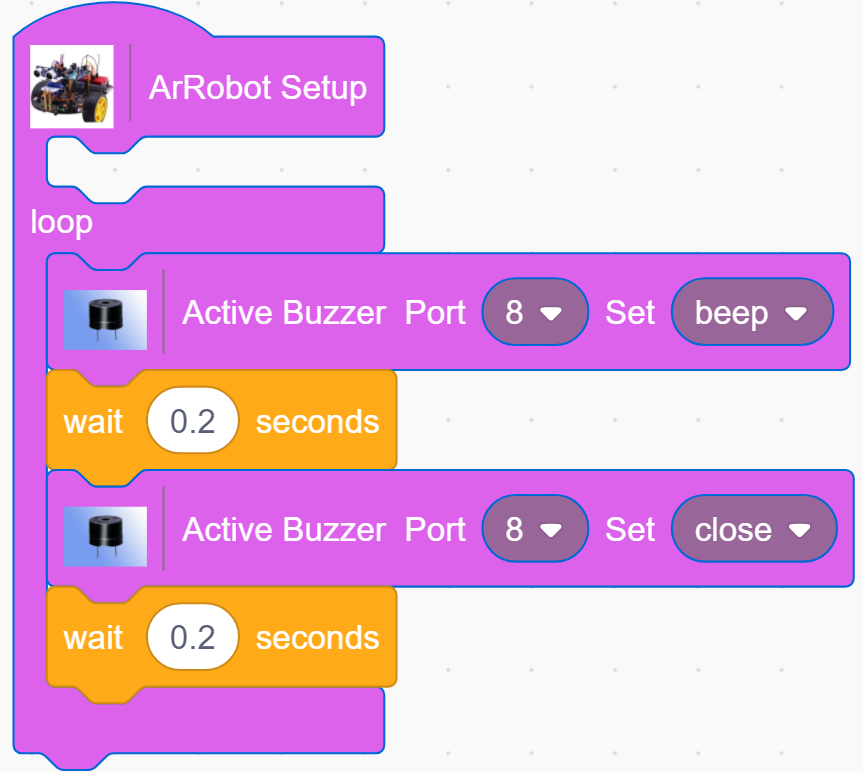 ArRobot Setup
loop
Active Buzzer Port 8 Set beep
wait 0.2 seconds
Active Buzzer Port 8 Set close
wait 0.2 seconds